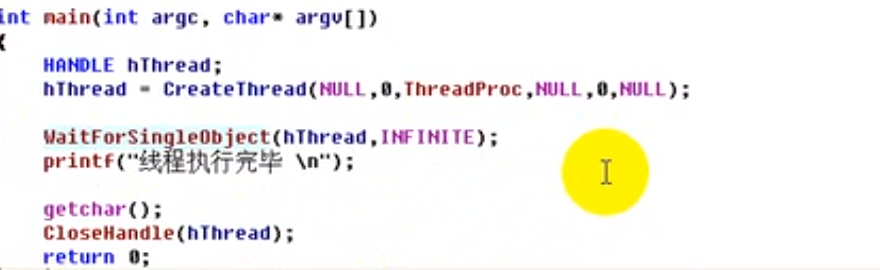 int main(int argc, char* argv[])
{
HANDLE hThread;
hThread = CreateThread(NULL,0,ThreadProc,NULL,0,NULL);
WaitForSingleObject(hThread,INFINITE);
printf("线程执行完毕 \n");
getchar();
CloseHandle(hThread);
return 0;